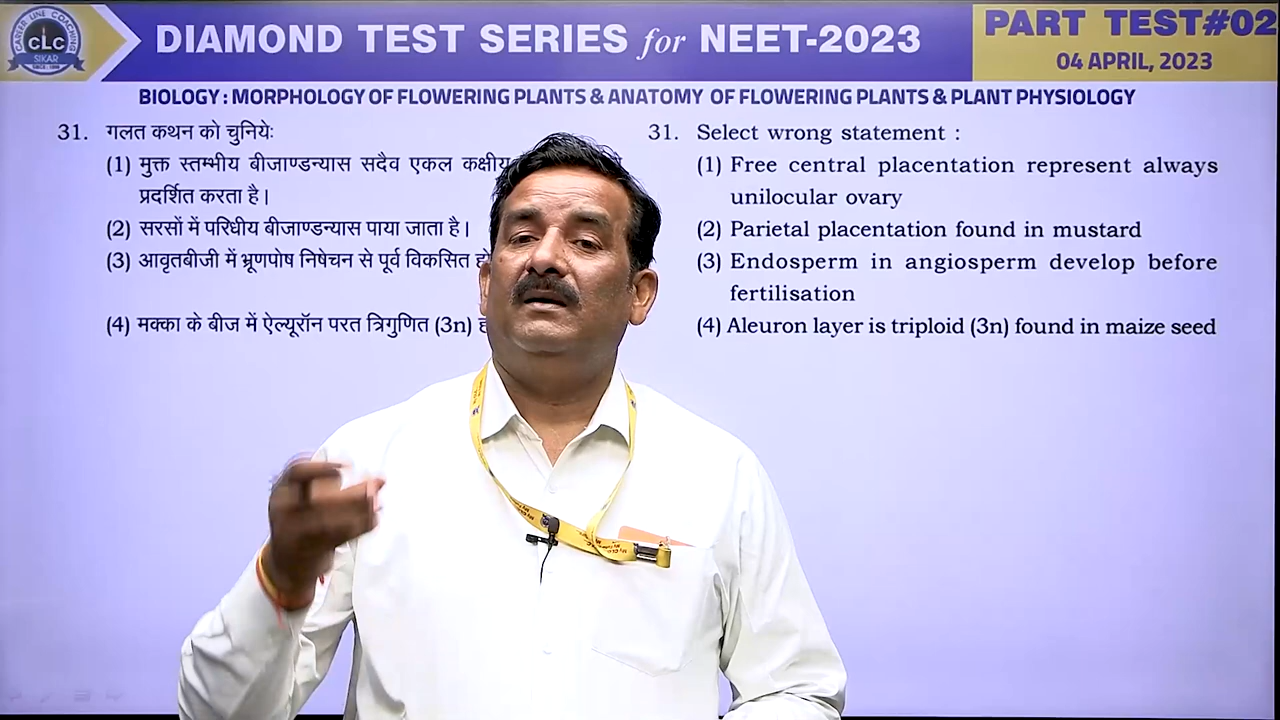 CAREER LINE COACHING
CLC
SIKAR
DIAMOND TEST SERIES for NEET-2023
PART TEST#02
04 APRIL, 2023
BIOLOGY : MORPHOLOGY OF FLOWERING PLANTS & ANATOMY OF FLOWERING PLANTS & PLANT PHYSIOLOGY
31. गलत कथन को चुनियेः
(1) मुक्त स्तम्भीय बीजाण्डन्यास सदैव एकल कक्षीय
प्रदर्शित करता है।
(2) सरसों में परिधीय बीजाण्डन्यास पाया जाता है।
(3) आवृतबीजी में भ्रूणपोष निषेचन से पूर्व विकसित
(4) मक्का के बीज में ऐल्यूरॉन परत त्रिगुणित (3n)
31. Select wrong statement :
(1) Free central placentation represent always
unilocular ovary
(2) Parietal placentation found in mustard
(3) Endosperm in angiosperm develop before
fertilisation
(4) Aleuron layer is triploid (3n) found in maize seed